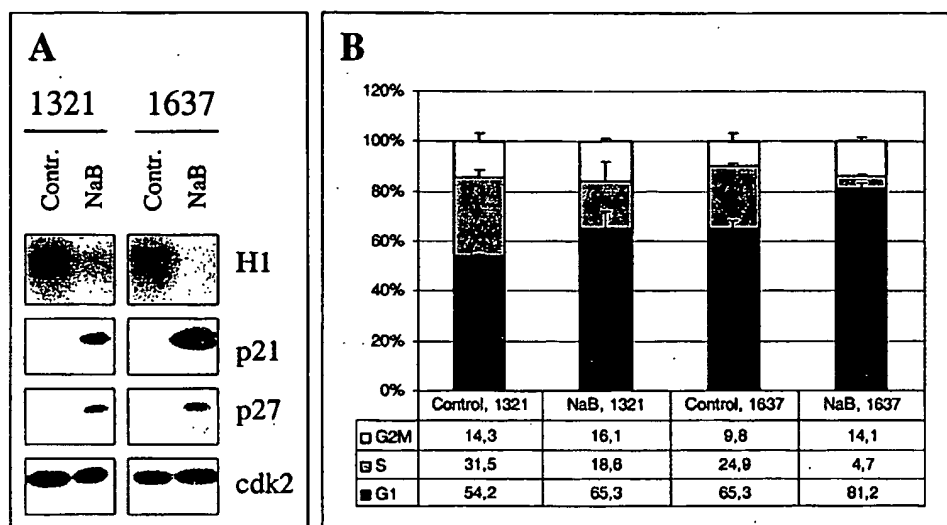 A
1321 1637
Contr.
NaB
Contr.
NaB
H1
p21
p27
cdk2
B
120%
100%
80%
60%
40%
20%
0%
Control, 1321 NaB, 1321 Control, 1637 NaB, 1637
G2M 14,3 16,1 9,8 14,1
S 31,5 18,6 24,9 4,7
G1 54,2 65,3 65,3 81,2